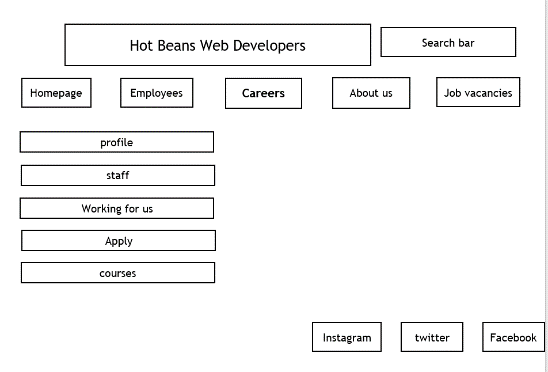 Hot Beans Web Developers
Search bar
Homepage
Employees
Careers
About us
Job vacancies
profile
staff
Working for us
Apply
courses
Instagram
twitter
Facebook